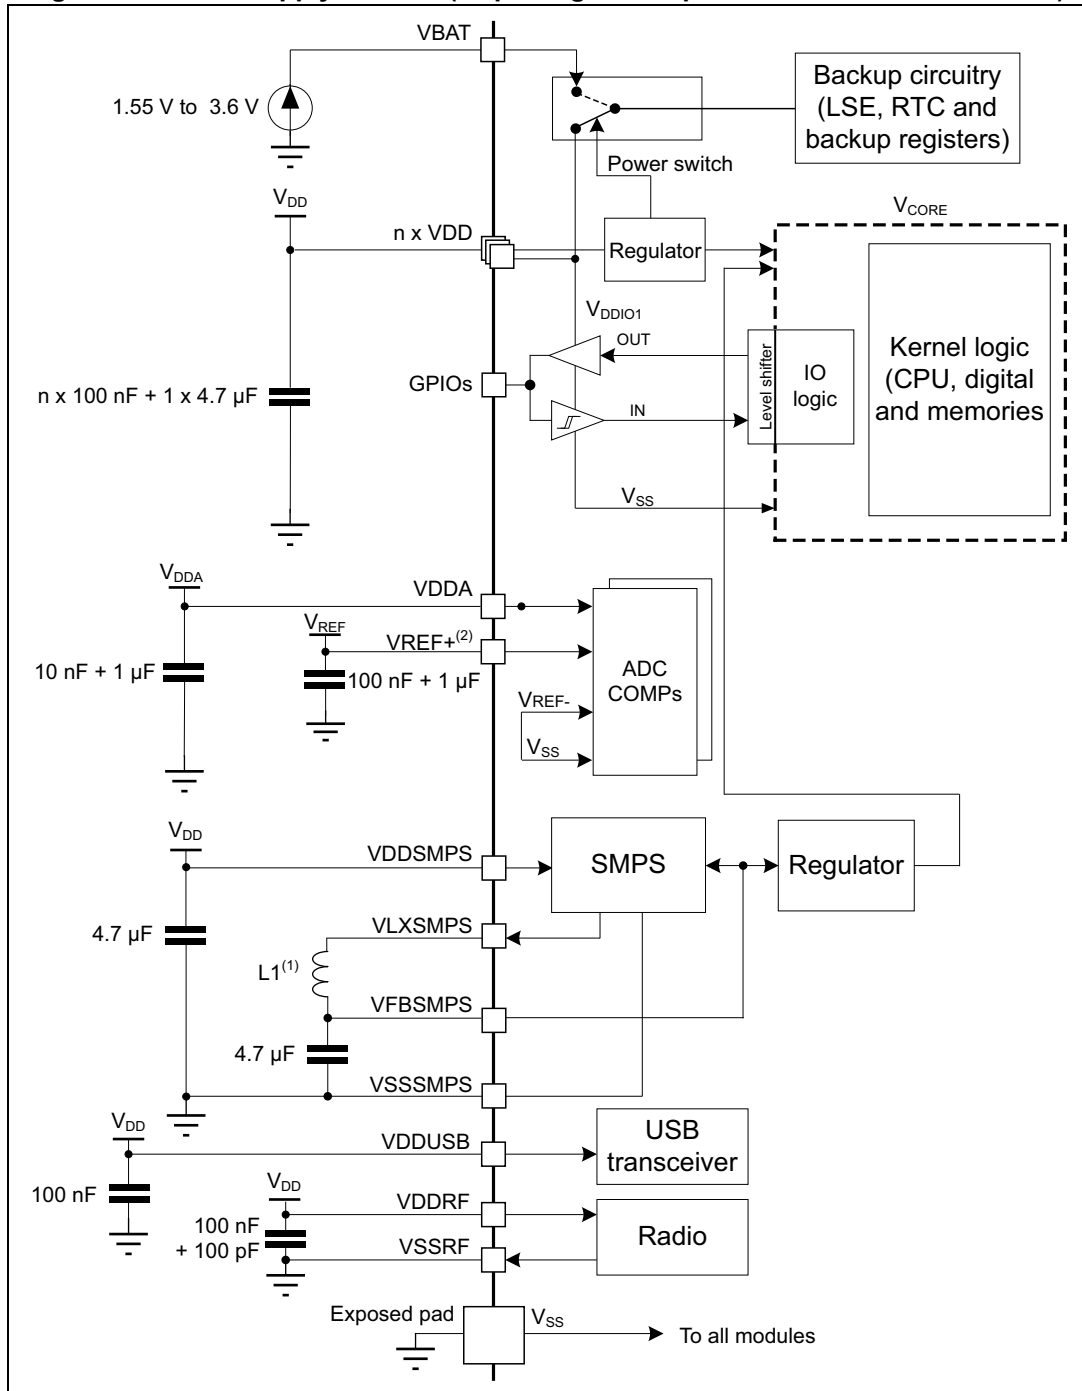 VBAT
1.55 V to 3.6 V
Backup circuitry
(LSE, RTC and
backup registers)
Power switch
VDD
n x VDD
Regulator
VCORE
VDDIO1
OUT
GPIOs
IN
Level shifter
IO
logic
Kernel logic
(CPU, digital
and memories
n x 100 nF + 1 x 4.7 µF
VSS
VDDA
VDDA
VREF
VREF+(2)
10 nF + 1 µF
100 nF + 1 µF
ADC
COMPs
VREF-
VSS
VDD
VDDSMPS
SMPS
Regulator
4.7 µF
VLXSMPS
L1(1)
VFBSMPS
4.7 µF
VSSSMPS
VDD
VDDUSB
USB
transceiver
100 nF
VDD
VDDRF
100 nF
+ 100 pF
VSSRF
Radio
Exposed pad
VSS
To all modules